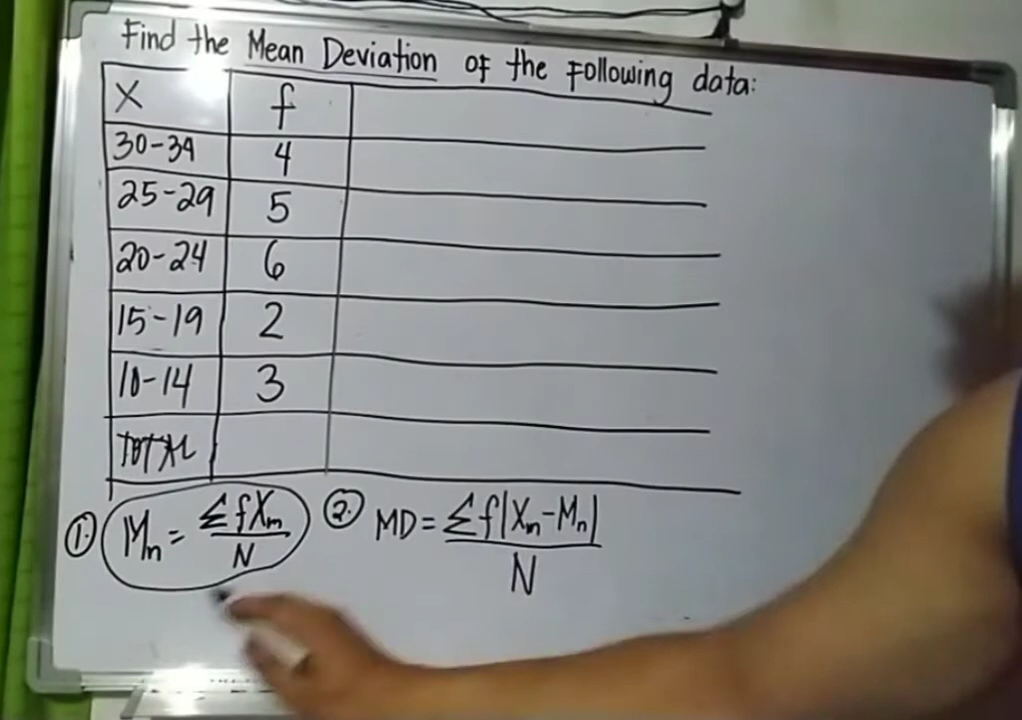 Find the Mean Deviation of the following data:
X f
30-34 4
25-29 5
20-24 6
15-19 2
10-14 3
TOTAL
1. Mn = ΣfXm / N
2. MD = Σf|Xm-Mn| / N